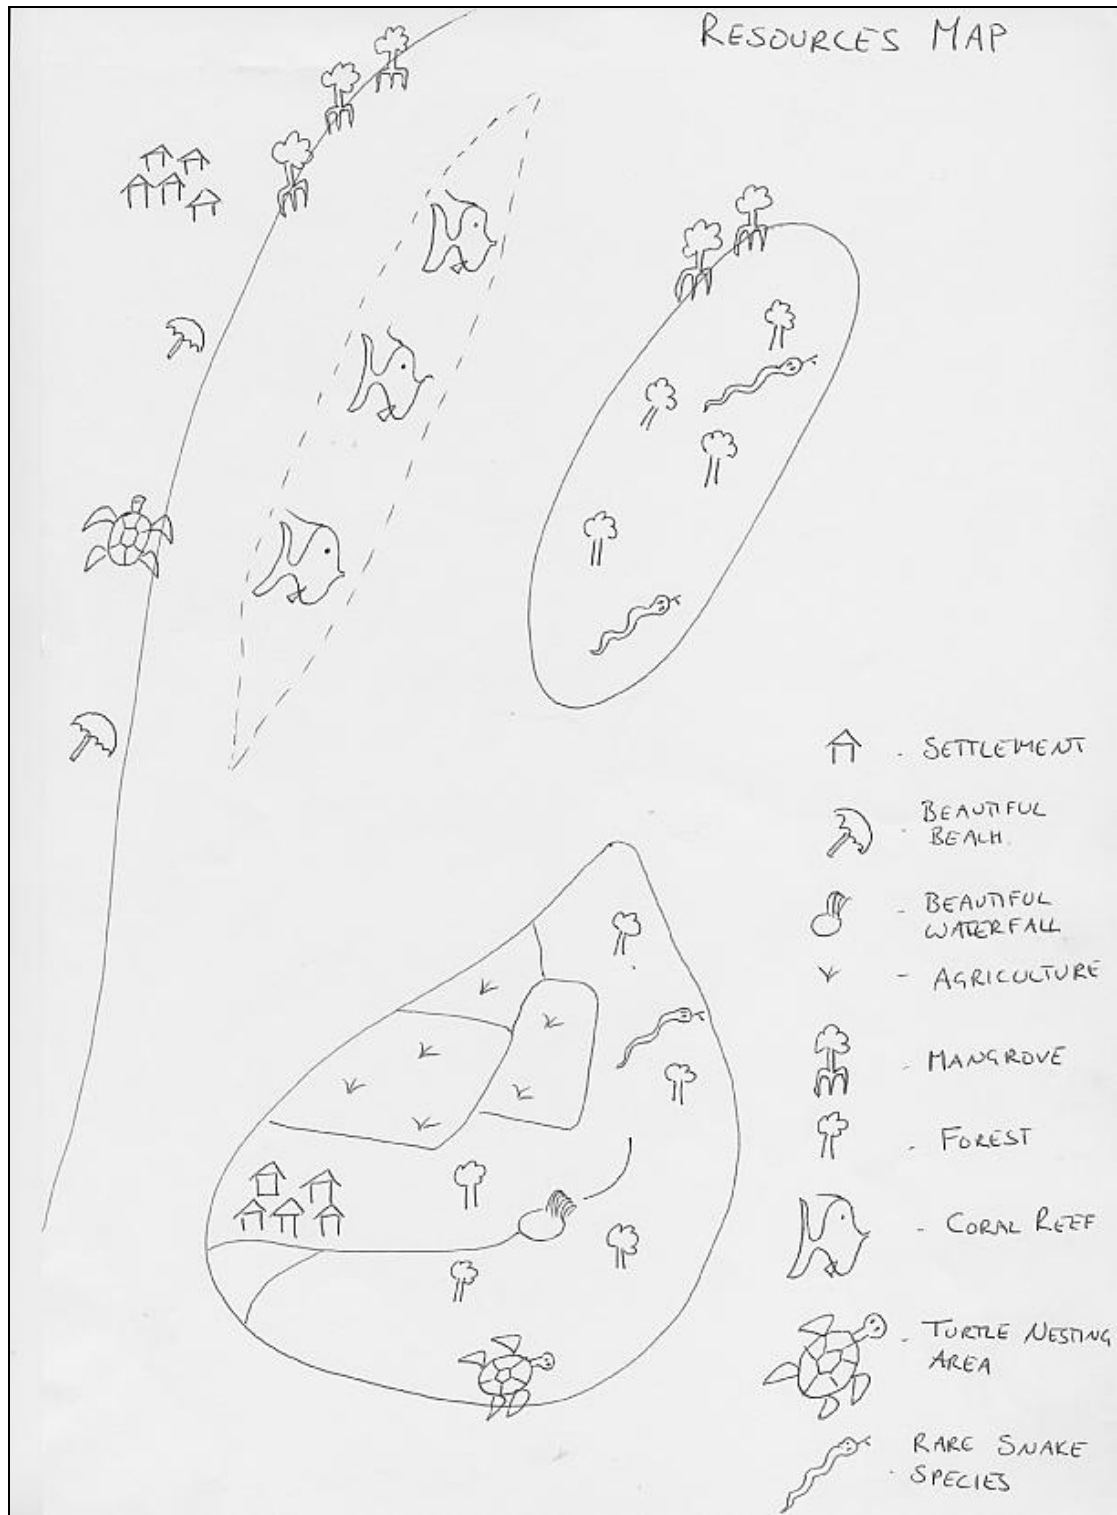 RESOURCES MAP
- SETTLEMENT
- BEAUTIFUL
BEACH.
- BEAUTIFUL
WATERFALL
- AGRICULTURE
- MANGROVE
- FOREST
- CORAL REEF
- TURTLE NESTING
AREA
- RARE SNAKE
SPECIES